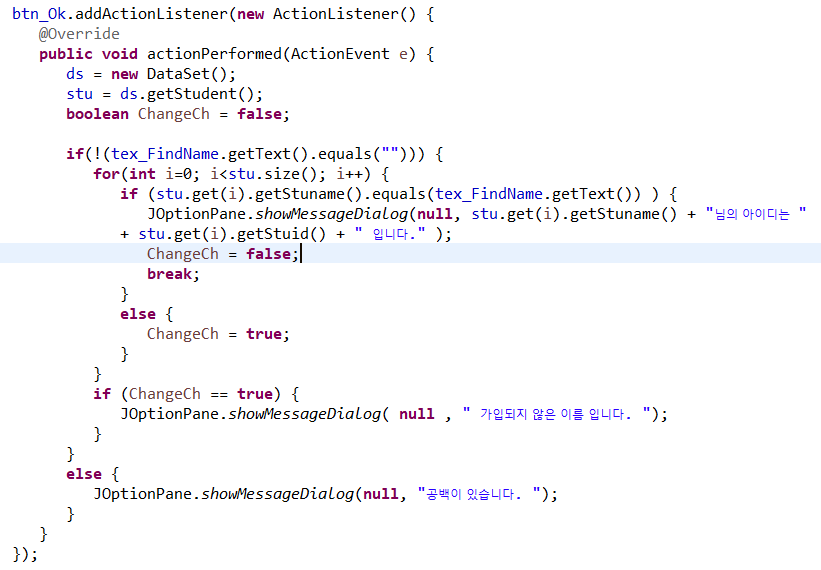 btn_Ok.addActionListener(new ActionListener() {
@Override
public void actionPerformed(ActionEvent e) {
ds = new DataSet();
stu = ds.getStudent();
boolean ChangeCh = false;
if(!(tex_FindName.getText().equals(""))) {
for(int i=0; i<stu.size(); i++) {
if (stu.get(i).getStuname().equals(tex_FindName.getText()) ) {
JOptionPane.showMessageDialog(null, stu.get(i).getStuname() + "님의 아이디는 "
+ stu.get(i).getStuid() + " 입니다." );
ChangeCh = false;
break;
}
else {
ChangeCh = true;
}
}
if (ChangeCh == true) {
JOptionPane.showMessageDialog( null , " 가입되지 않은 이름 입니다. ");
}
}
else {
JOptionPane.showMessageDialog(null, "공백이 있습니다. ");
}
}
});